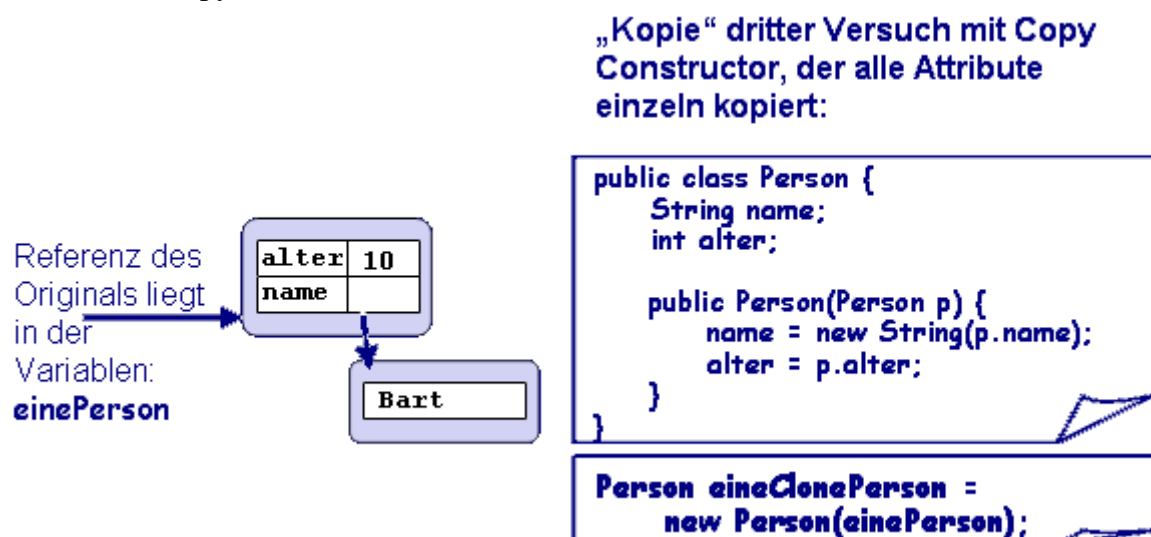 „Kopie“ dritter Versuch mit Copy
Constructor, der alle Attribute
einzeln kopiert:
Referenz des
Originals liegt
in der
Variablen:
einePerson
alter 10
name
Bart
public class Person {
String name;
int alter;
public Person(Person p) {
name = new String(p.name);
alter = p.alter;
}
}
Person eineClonePerson =
new Person(einePerson);